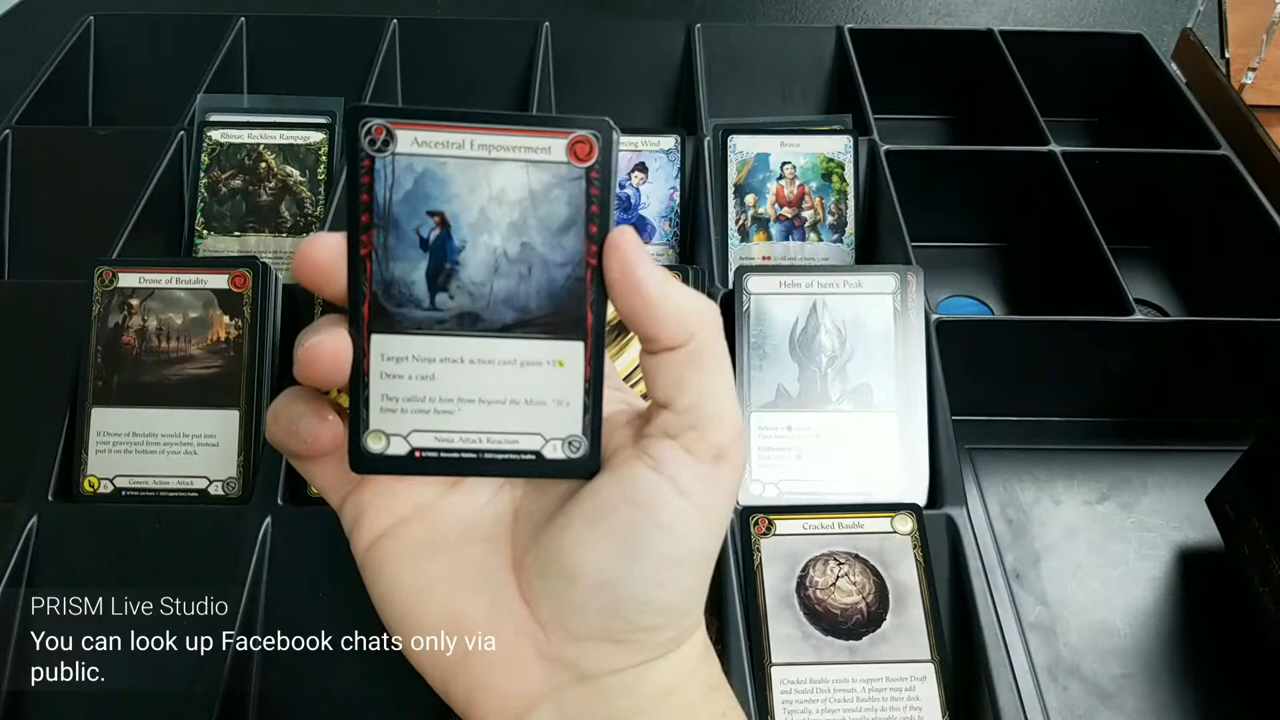 Rhinar, Reckless Rampage
Ancestral Empowerment
Target Ninja attack action card gains +1
Draw a card.
They called to him from beyond the Mists. "It's
time to come home."
Ninja Attack Reaction
3
ercing Wind
Bravo
Drone of Brutality
If Drone of Brutality would be put into
your graveyard from anywhere, instead
put it on the bottom of your deck.
6
Generic Action - Attack
2
Helm of Isen's Peak
Cracked Bauble
(Cracked Bauble exists to support Booster Draft
and Sealed Deck formats. A player may add
any number of Cracked Baubles to their deck.
Typically, a player would only do this if they
PRISM Live Studio
You can look up Facebook chats only via
public.